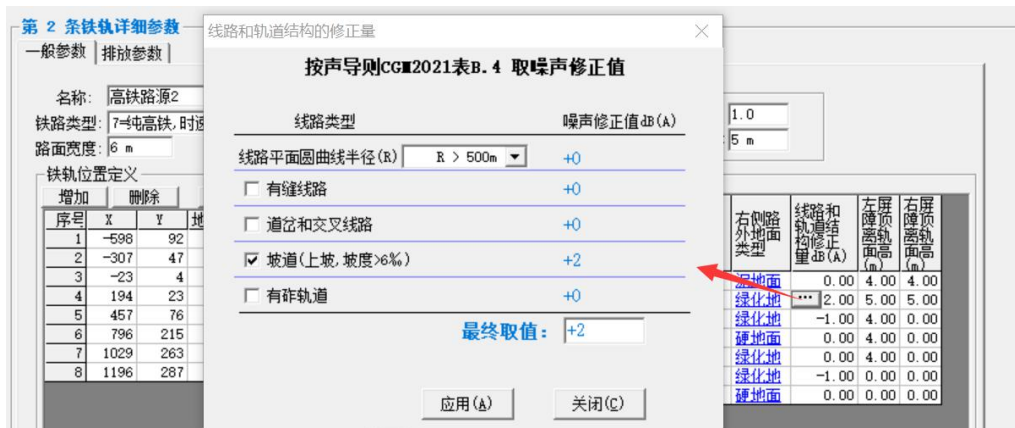 第 2 条铁轨详细参数
一般参数 排放参数
名称: 高铁路源2
铁路类型: 7=纯高铁,时速
路面宽度: 6 m
铁轨位置定义
增加 删除
序号 X Y 地
1 -598 92
2 -307 47
3 -23 4
4 194 23
5 457 76
6 796 215
7 1029 263
8 1196 287
线路和轨道结构的修正量
按声导则CGM2021表B.4 取噪声修正值
线路类型 噪声修正值dB(A)
线路平面圆曲线半径(R) R > 500m +0
有缝线路 +0
道岔和交叉线路 +0
坡道(上坡,坡度>6‰) +2
有砟轨道 +0
最终取值: +2
应用(A) 关闭(C)
1.0
5 m
右侧路外地面类型 线路和轨道结构修正量dB(A) 左屏障顶离轨面高(m) 右屏障顶离轨面高(m)
泥地面 0.00 4.00 4.00
绿化地 ... 2.00 5.00 5.00
绿化地 -1.00 4.00 0.00
硬地面 0.00 4.00 0.00
绿化地 0.00 4.00 0.00
绿化地 -1.00 0.00 0.00
硬地面 0.00 0.00 0.00